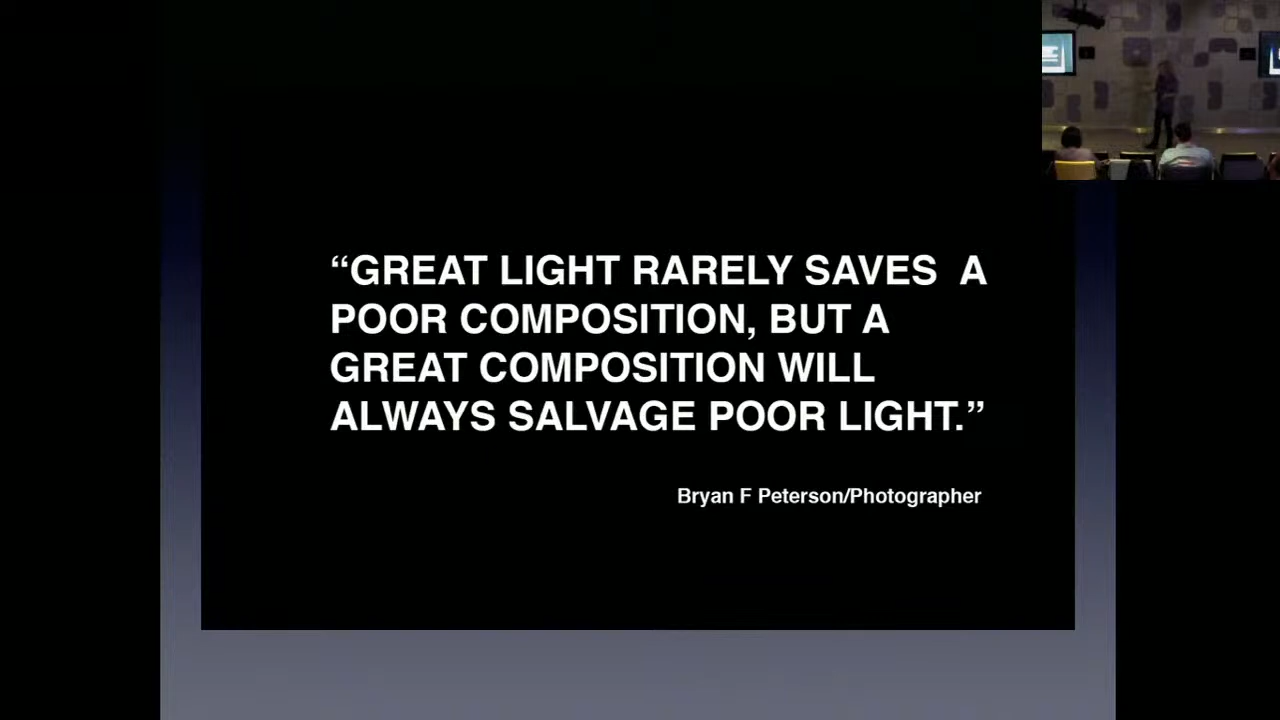 “GREAT LIGHT RARELY SAVES  A
POOR COMPOSITION, BUT A
GREAT COMPOSITION WILL
ALWAYS SALVAGE POOR LIGHT.”
Bryan F Peterson/Photographer